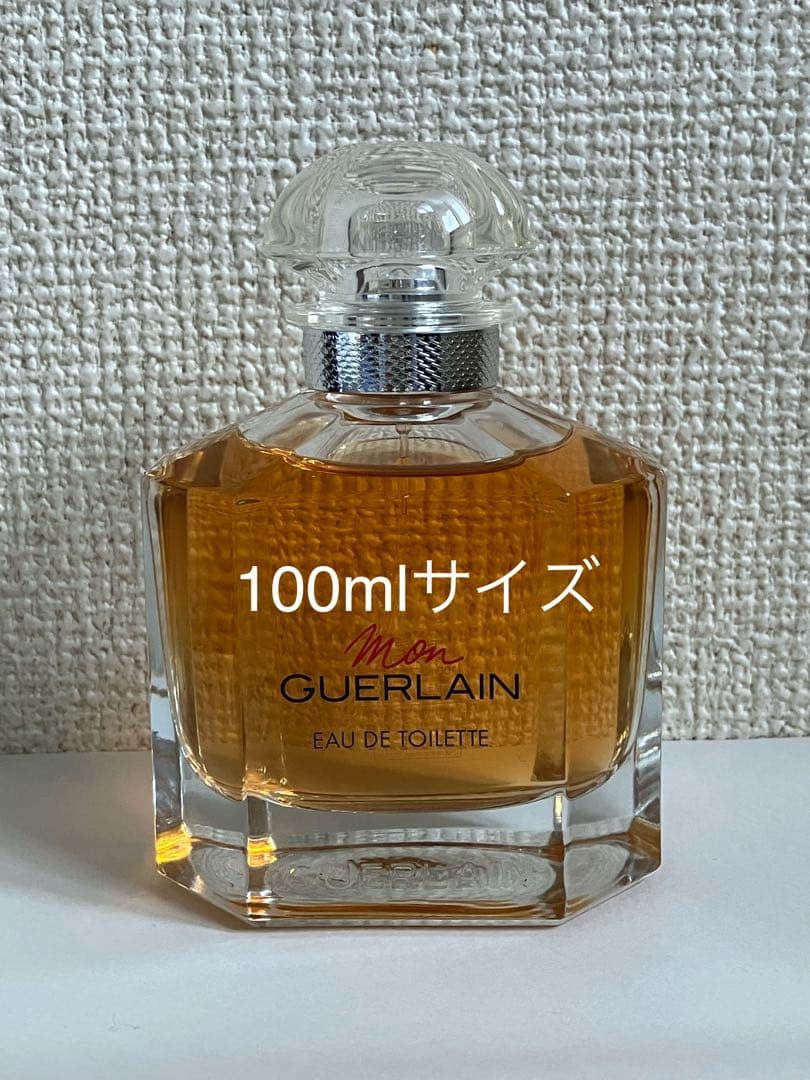 100mlサイズ
Mon
GUERLAIN
EAU DE TOILETTE
GUERLAIN